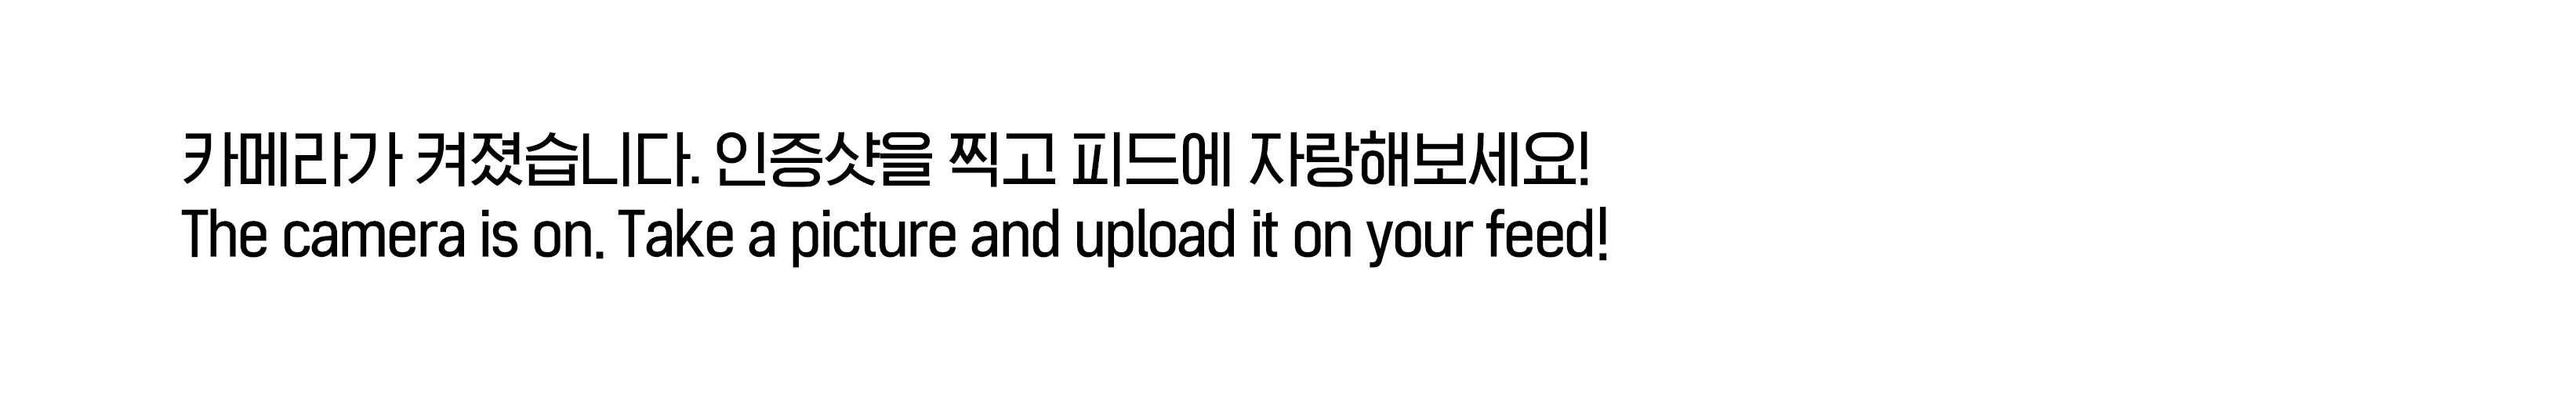 카메라가 켜졌습니다. 인증샷을 찍고 피드에 자랑해보세요!
The camera is on. Take a picture and upload it on your feed!